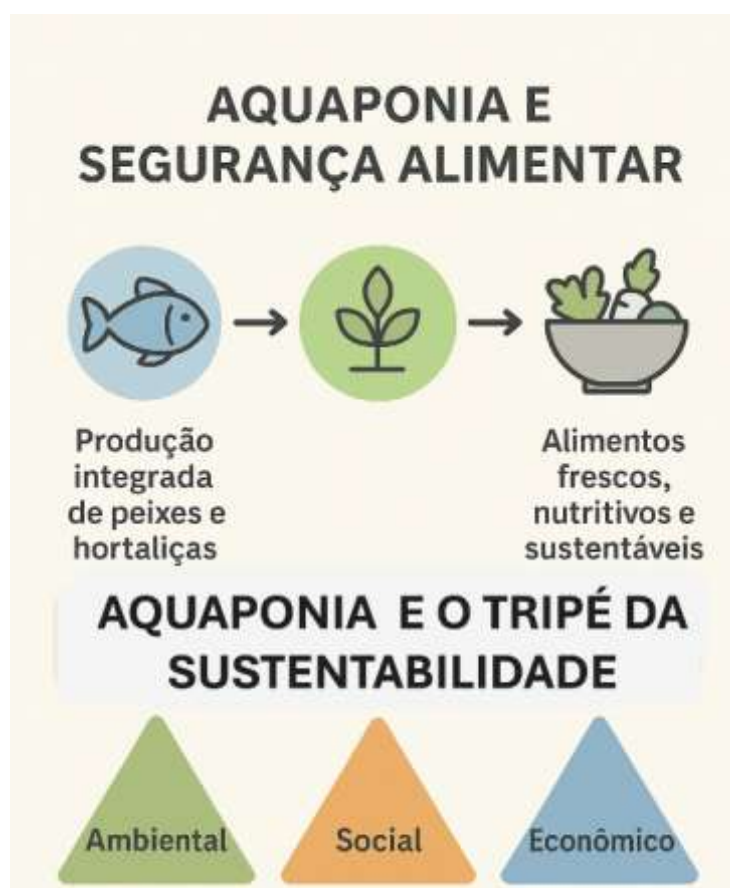 AQUAPONIA E
SEGURANÇA ALIMENTAR
Produção
integrada
de peixes e
hortaliças
Alimentos
frescos,
nutritivos e
sustentáveis
AQUAPONIA E O TRIPÉ DA
SUSTENTABILIDADE
Ambiental
Social
Econômico